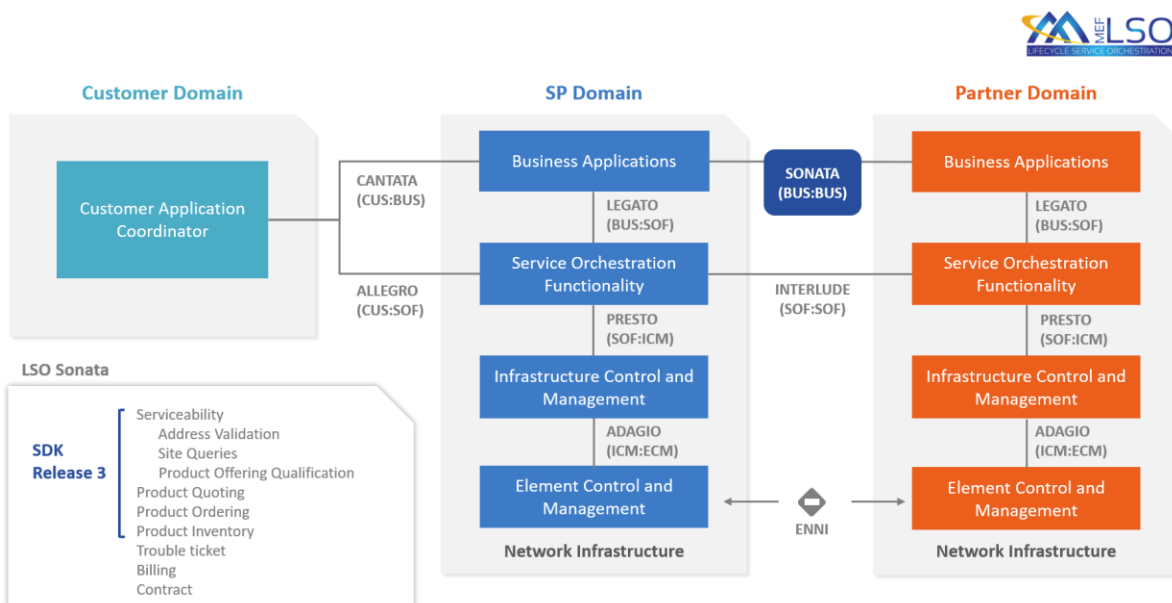 MEF
LSO
LIFECYCLE SERVICE ORCHESTRATION
Customer Domain
SP Domain
Partner Domain
Customer Application
Coordinator
CANTATA
(CUS:BUS)
ALLEGRO
(CUS:SOF)
Business Applications
LEGATO
(BUS:SOF)
Service Orchestration
Functionality
PRESTO
(SOF:ICM)
Infrastructure Control and
Management
ADAGIO
(ICM:ECM)
Element Control and
Management
Network Infrastructure
SONATA
(BUS:BUS)
INTERLUDE
(SOF:SOF)
ENNI
Business Applications
LEGATO
(BUS:SOF)
Service Orchestration
Functionality
PRESTO
(SOF:ICM)
Infrastructure Control and
Management
ADAGIO
(ICM:ECM)
Element Control and
Management
Network Infrastructure
LSO Sonata
SDK
Release 3
Serviceability
Address Validation
Site Queries
Product Offering Qualification
Product Quoting
Product Ordering
Product Inventory
Trouble ticket
Billing
Contract